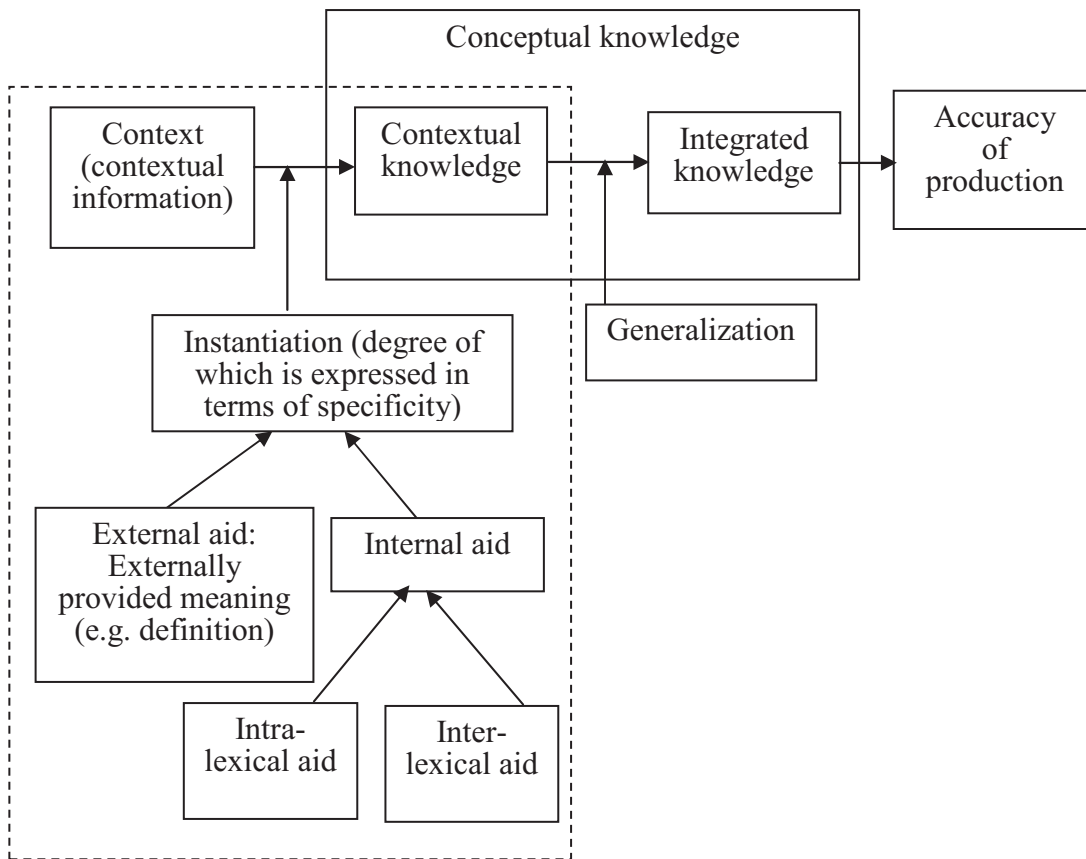 Conceptual knowledge
Context
(contextual
information)
Contextual
knowledge
Integrated
knowledge
Accuracy
of
production
Generalization
Instantiation (degree of
which is expressed in
terms of specificity)
External aid:
Externally
provided meaning
(e.g. definition)
Internal aid
Intra-
lexical aid
Inter-
lexical aid